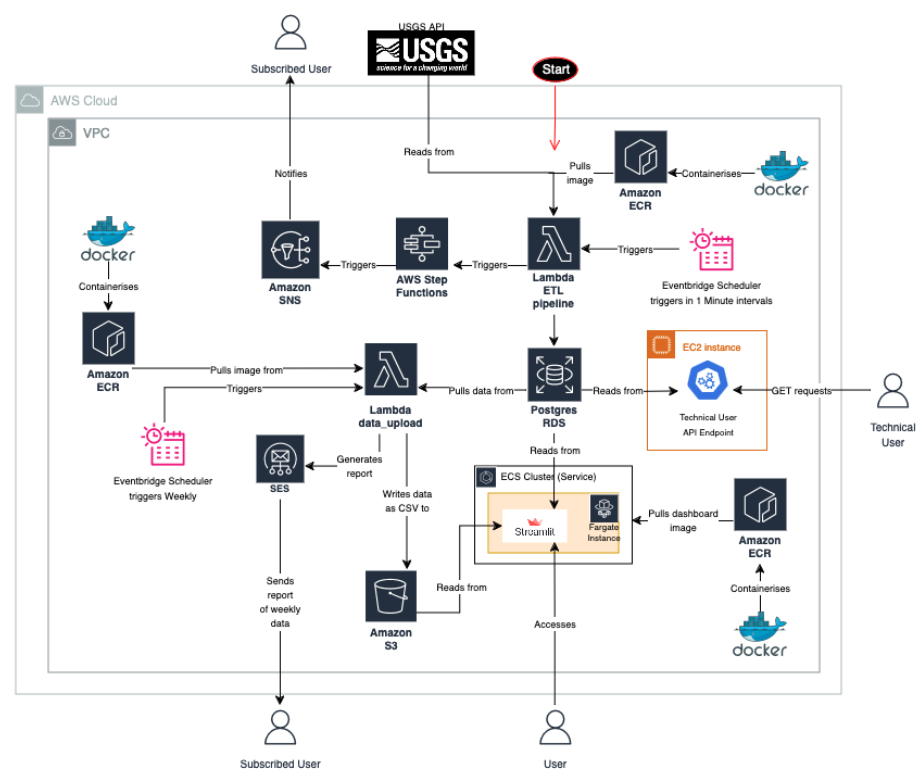 USGS API
USGS
science for a changing world
Start
Subscribed User
AWS Cloud
VPC
Reads from
Notifies
Pulls
image
Containerises
docker
Amazon
ECR
docker
Containerises
Amazon
SNS
Triggers
AWS Step
Functions
Triggers
Lambda
ETL
pipeline
Triggers
Eventbridge Scheduler
triggers in 1 Minute intervals
Amazon
ECR
Pulls image from
Triggers
Lambda
data_upload
Pulls data from
Postgres
RDS
Reads from
EC2 instance
Technical User
API Endpoint
GET requests
Technical
User
Eventbridge Scheduler
triggers Weekly
SES
Generates
report
Writes data
as CSV to
Reads from
ECS Cluster (Service)
Streamlit
Fargate
Instance
Pulls dashboard
image
Amazon
ECR
Containerises
docker
Sends
report
of weekly
data
Amazon
S3
Reads from
Accesses
Subscribed User
User